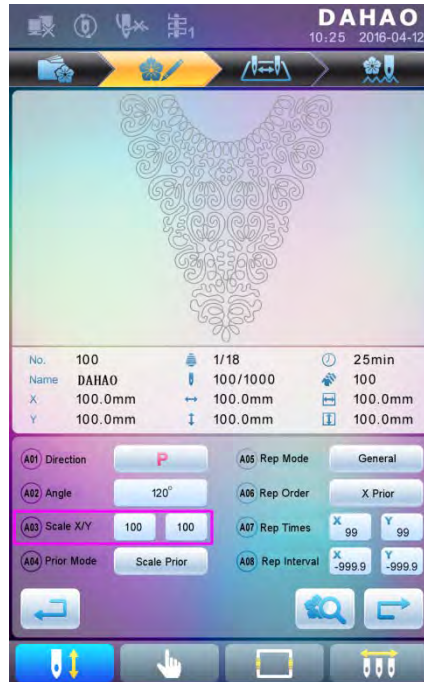 DAHAO
1
10:25 2016-04-12
No. 100 1/18 25min
Name DAHAO 100/1000 100
X 100.0mm 100.0mm 100.0mm
Y 100.0mm 100.0mm 100.0mm
A01 Direction P A05 Rep Mode General
A02 Angle 120° A06 Rep Order X Prior
A03 Scale X/Y 100 100 A07 Rep Times X 99 Y 99
A04 Prior Mode Scale Prior A08 Rep Interval X -999.9 Y -999.9